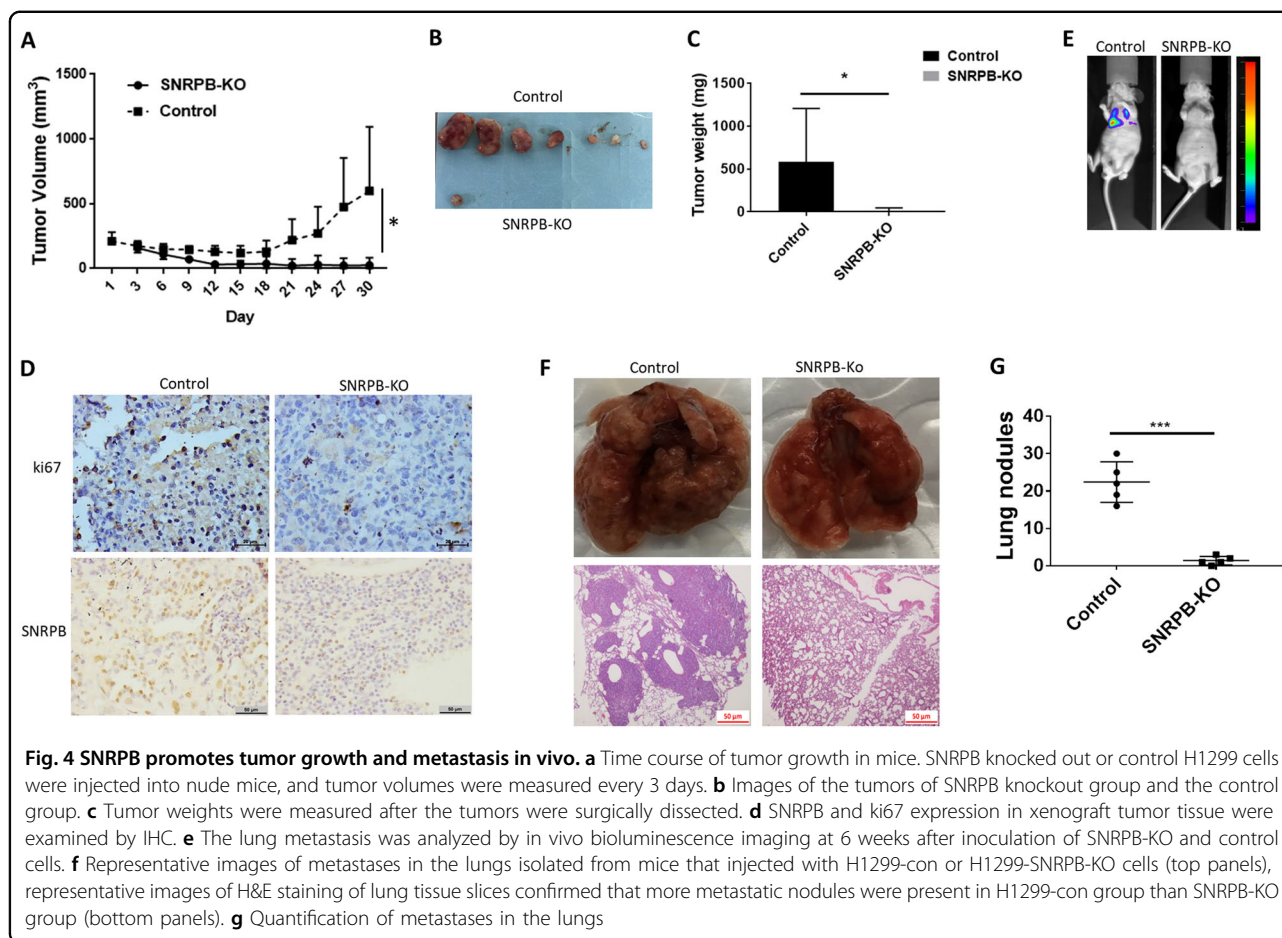 A
Tumor Volume (mm³)
1500
1000
500
0
SNRPB-KO
Control
*
1 3 6 9 12 15 18 21 24 27 30
Day
B
Control
SNRPB-KO
C
Control
SNRPB-KO
Tumor weight (mg)
1500
1000
500
0
*
Control
SNRPB-KO
E
Control SNRPB-KO
D
Control SNRPB-KO
ki67
SNRPB
50 μm 50 μm
F
Control SNRPB-Ko
50 μm 50 μm
G
Lung nodules
40
30
20
10
0
***
Control
SNRPB-KO
Fig. 4 SNRPB promotes tumor growth and metastasis in vivo. a Time course of tumor growth in mice. SNRPB knocked out or control H1299 cells
were injected into nude mice, and tumor volumes were measured every 3 days. b Images of the tumors of SNRPB knockout group and the control
group. c Tumor weights were measured after the tumors were surgically dissected. d SNRPB and ki67 expression in xenograft tumor tissue were
examined by IHC. e The lung metastasis was analyzed by in vivo bioluminescence imaging at 6 weeks after inoculation of SNRPB-KO and control
cells. f Representative images of metastases in the lungs isolated from mice that injected with H1299-con or H1299-SNRPB-KO cells (top panels),
representative images of H&E staining of lung tissue slices confirmed that more metastatic nodules were present in H1299-con group than SNRPB-KO
group (bottom panels). g Quantification of metastases in the lungs